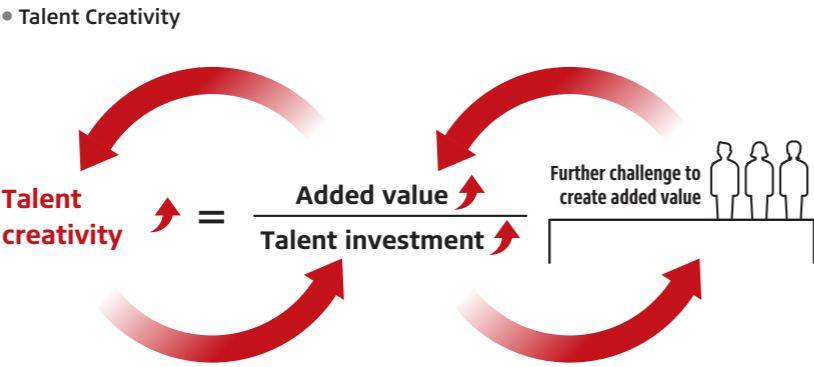 • Talent Creativity
Further challenge to
create added value
Talent
creativity
=
Added value
Talent investment